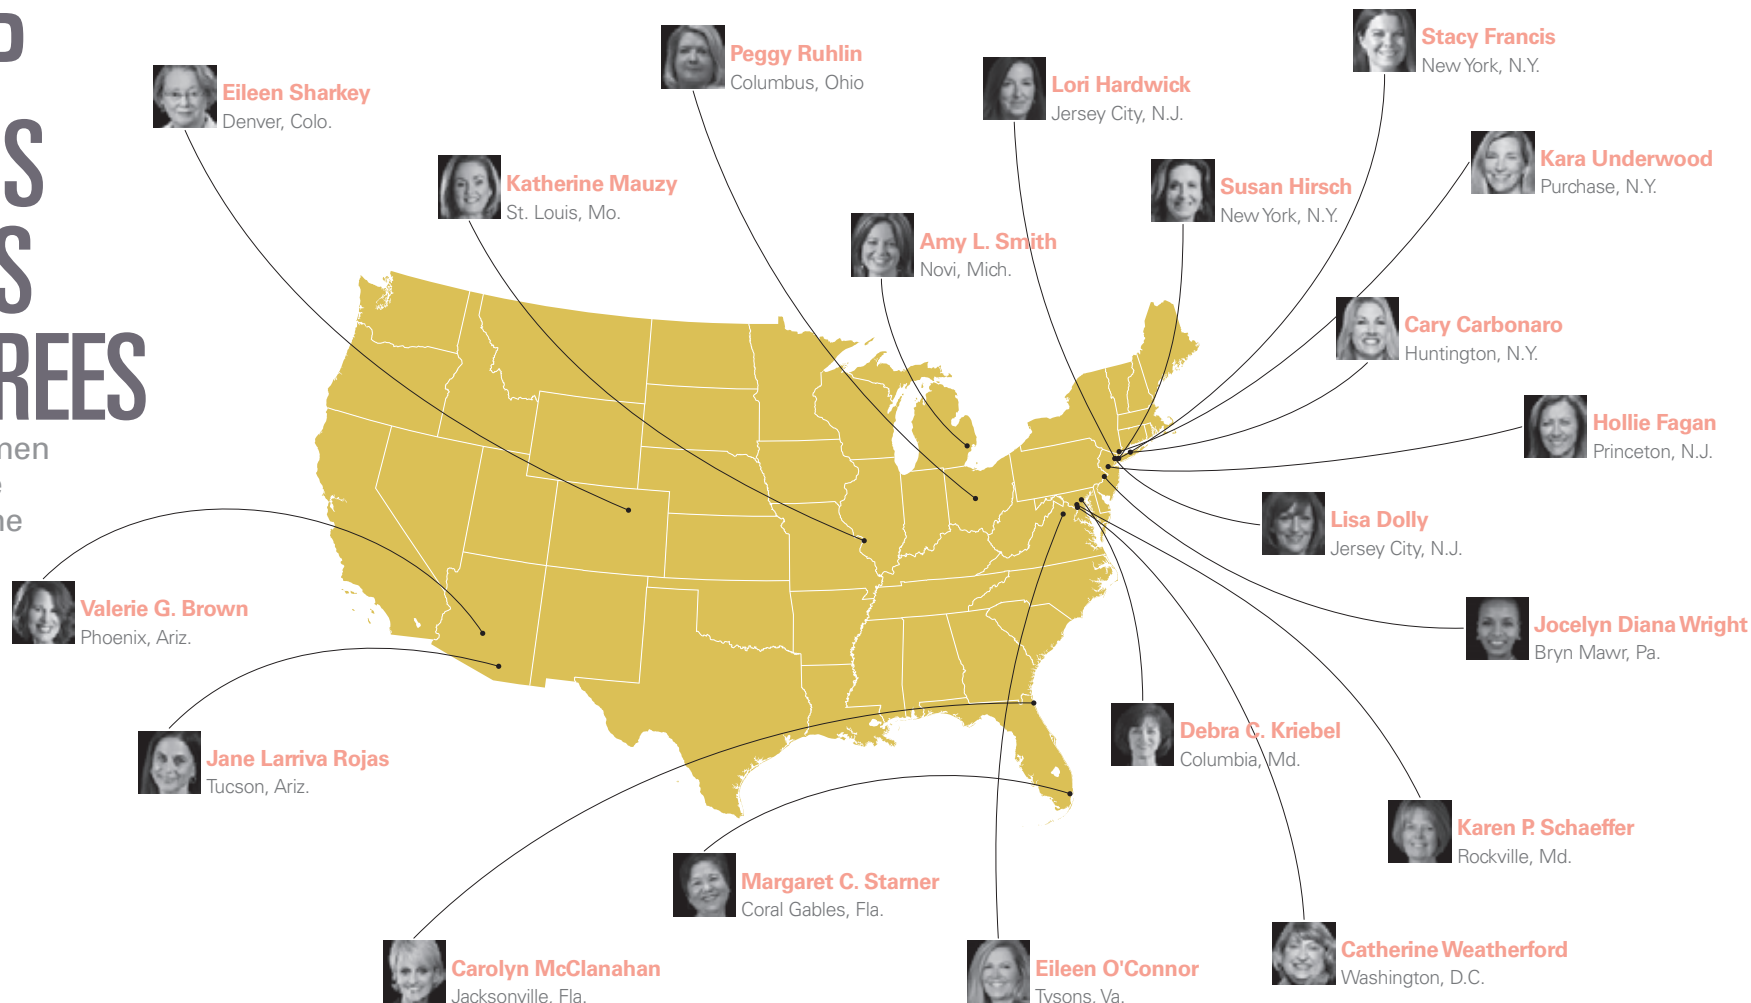 P
S
S
REES
men
e
ne
Eileen Sharkey
Denver, Colo.
Peggy Ruhlin
Columbus, Ohio
Lori Hardwick
Jersey City, N.J.
Stacy Francis
New York, N.Y.
Katherine Mauzy
St. Louis, Mo.
Amy L. Smith
Novi, Mich.
Susan Hirsch
New York, N.Y.
Kara Underwood
Purchase, N.Y.
Cary Carbonaro
Huntington, N.Y.
Hollie Fagan
Princeton, N.J.
Lisa Dolly
Jersey City, N.J.
Valerie G. Brown
Phoenix, Ariz.
Jocelyn Diana Wright
Bryn Mawr, Pa.
Jane Larriva Rojas
Tucson, Ariz.
Debra C. Kriebel
Columbia, Md.
Karen P. Schaeffer
Rockville, Md.
Margaret C. Starner
Coral Gables, Fla.
Carolyn McClanahan
Jacksonville, Fla.
Eileen O'Connor
Tysons, Va.
Catherine Weatherford
Washington, D.C.